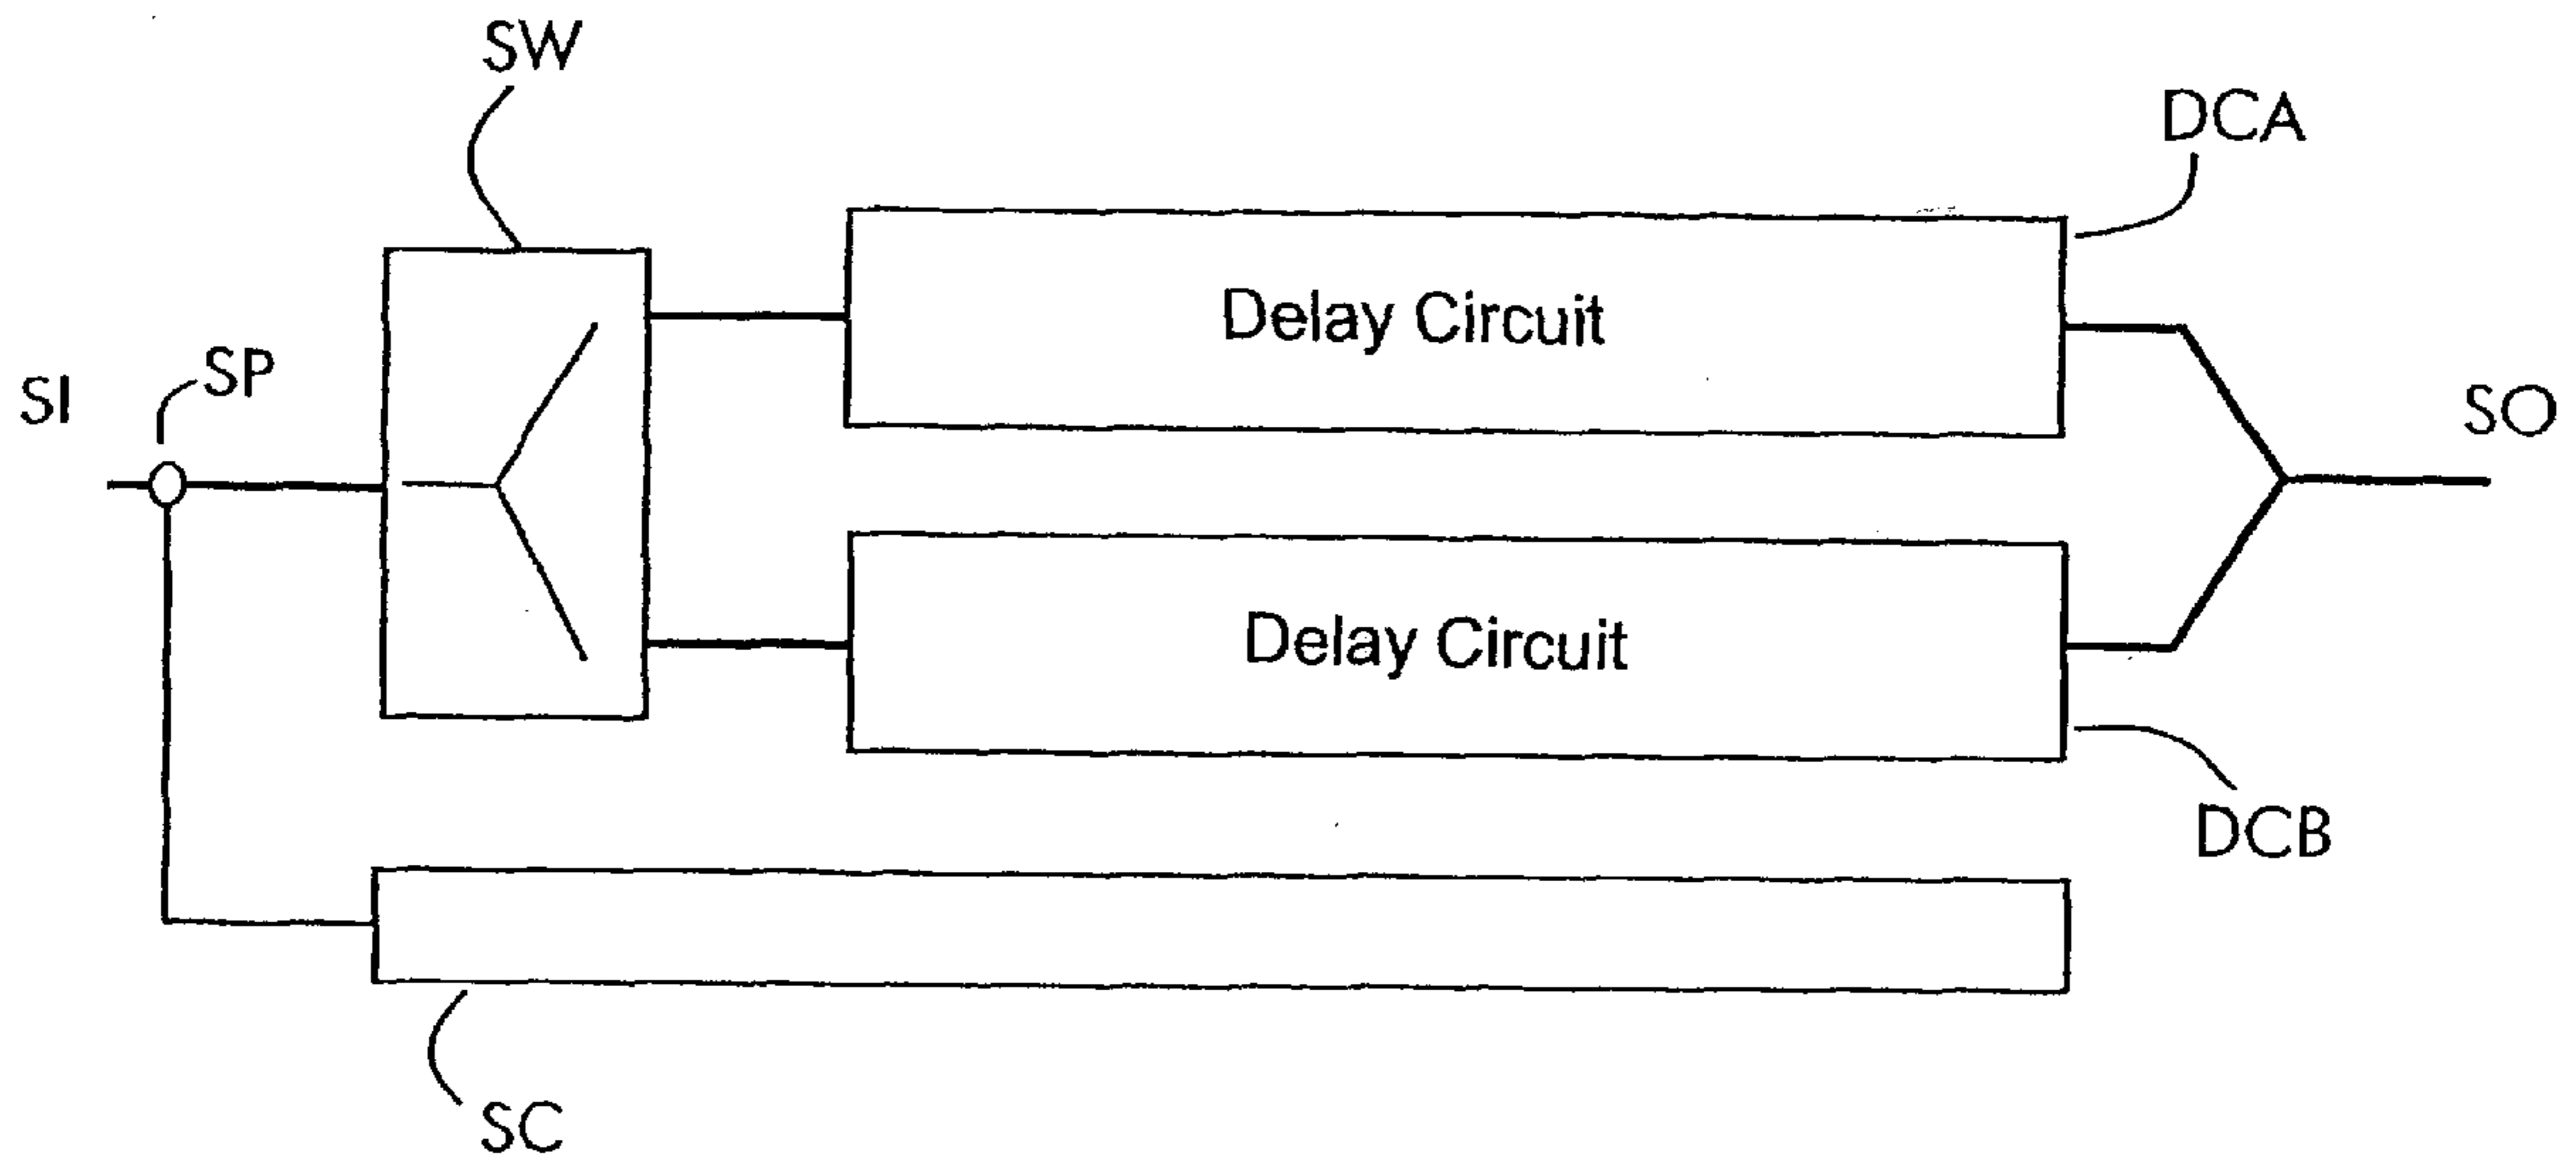 SW
DCA
Delay Circuit
SP
SI
SO
Delay Circuit
DCB
SC